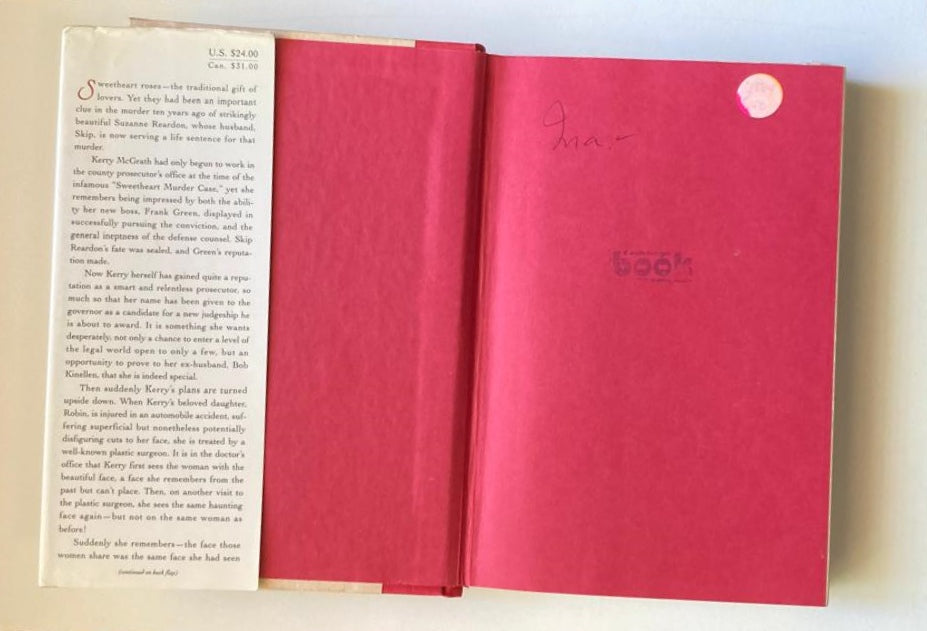 U.S. $24.00
Can. $31.00
Sweetheart roses—the traditional gift of
lovers. Yet they had been an important
clue in the murder ten years ago of strikingly
beautiful Suzanne Reardon, whose husband,
Skip, is now serving a life sentence for that
murder.
Kerry McGrath had only begun to work in
the county prosecutor's office at the time of the
infamous "Sweetheart Murder Case," yet she
remembers being impressed by both the abili-
ty her new boss, Frank Green, displayed in
successfully pursuing the conviction, and the
general ineptness of the defense counsel. Skip
Reardon's fate was sealed, and Green's reputa-
tion made.
Now Kerry herself has gained quite a repu-
tation as a smart and relentless prosecutor, so
much so that her name has been given to the
governor as a candidate for a new judgeship he
is about to award. It is something she wants
desperately, not only a chance to enter a level of
the legal world open to only a few, but an
opportunity to prove to her ex-husband, Bob
Kinellen, that she is indeed special.
Then suddenly Kerry's plans are turned
upside down. When Kerry's beloved daughter,
Robin, is injured in an automobile accident, suf-
fering superficial but nonetheless potentially
disfiguring cuts to her face, she is treated by a
well-known plastic surgeon. It is in the doctor's
office that Kerry first sees the woman with the
beautiful face, a face she remembers from the
past but can't place. Then, on another visit to
the plastic surgeon, she sees the same haunting
face again—but not on the same woman as
before!
Suddenly she remembers—the face those
women share was the same face she had seen
(continued on back flap)
book